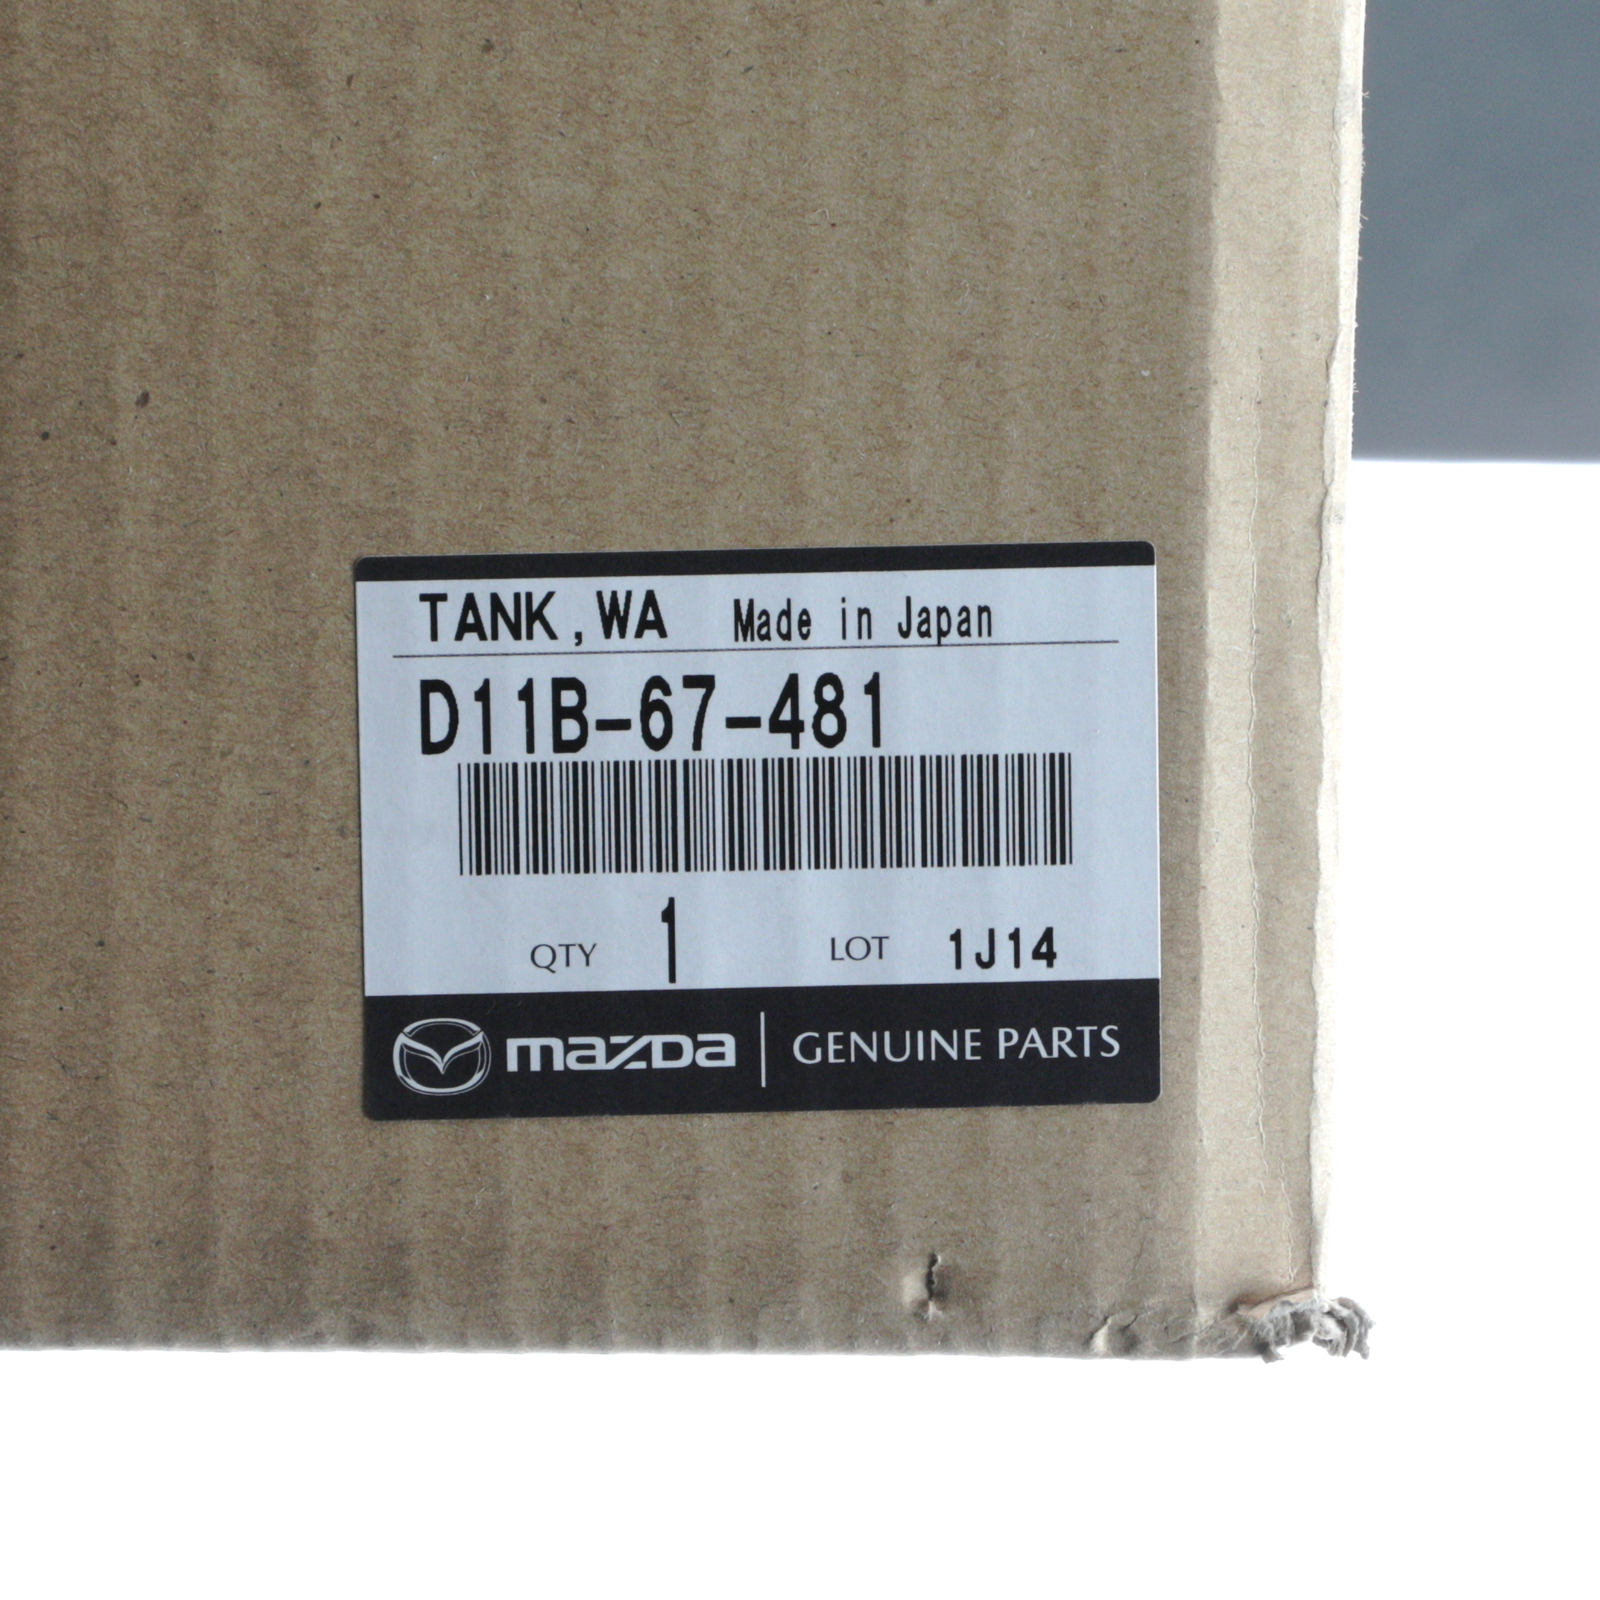 TANK,WA Made in Japan
D11B-67-481
QTY 1 LOT 1J14
mazda GENUINE PARTS